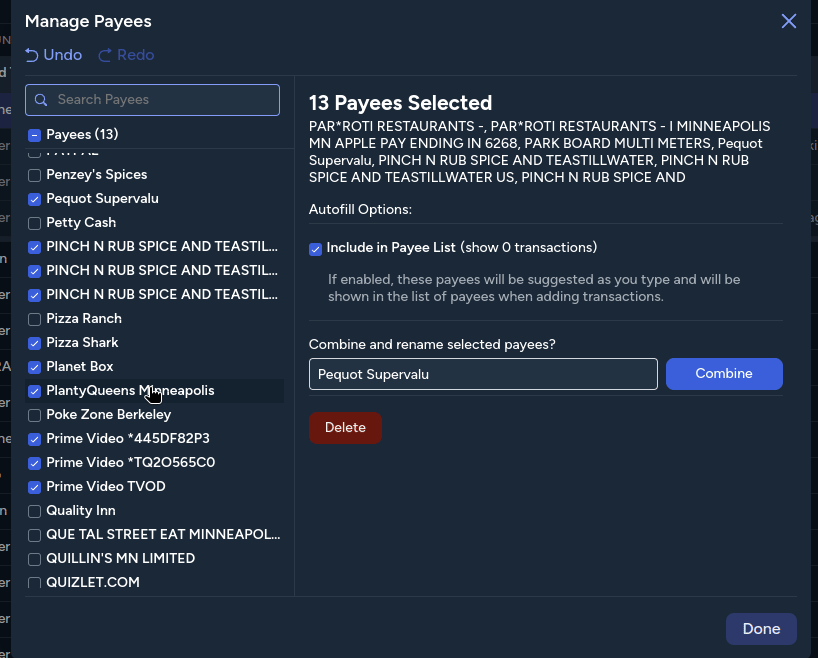 Manage Payees
Undo Redo
Search Payees
Payees (13)
Penzey's Spices
Pequot Supervalu
Petty Cash
PINCH N RUB SPICE AND TEASTIL...
PINCH N RUB SPICE AND TEASTIL...
PINCH N RUB SPICE AND TEASTIL...
Pizza Ranch
Pizza Shark
Planet Box
PlantyQueens Minneapolis
Poke Zone Berkeley
Prime Video *445DF82P3
Prime Video *TQ2O565C0
Prime Video TVOD
Quality Inn
QUE TAL STREET EAT MINNEAPOL...
QUILLIN'S MN LIMITED
QUIZLET.COM
13 Payees Selected
PAR*ROTI RESTAURANTS -, PAR*ROTI RESTAURANTS - I MINNEAPOLIS
MN APPLE PAY ENDING IN 6268, PARK BOARD MULTI METERS, Pequot
Supervalu, PINCH N RUB SPICE AND TEASTILLWATER, PINCH N RUB
SPICE AND TEASTILLWATER US, PINCH N RUB SPICE AND
Autofill Options:
Include in Payee List (show 0 transactions)
If enabled, these payees will be suggested as you type and will be
shown in the list of payees when adding transactions.
Combine and rename selected payees?
Pequot Supervalu
Combine
Delete
Done